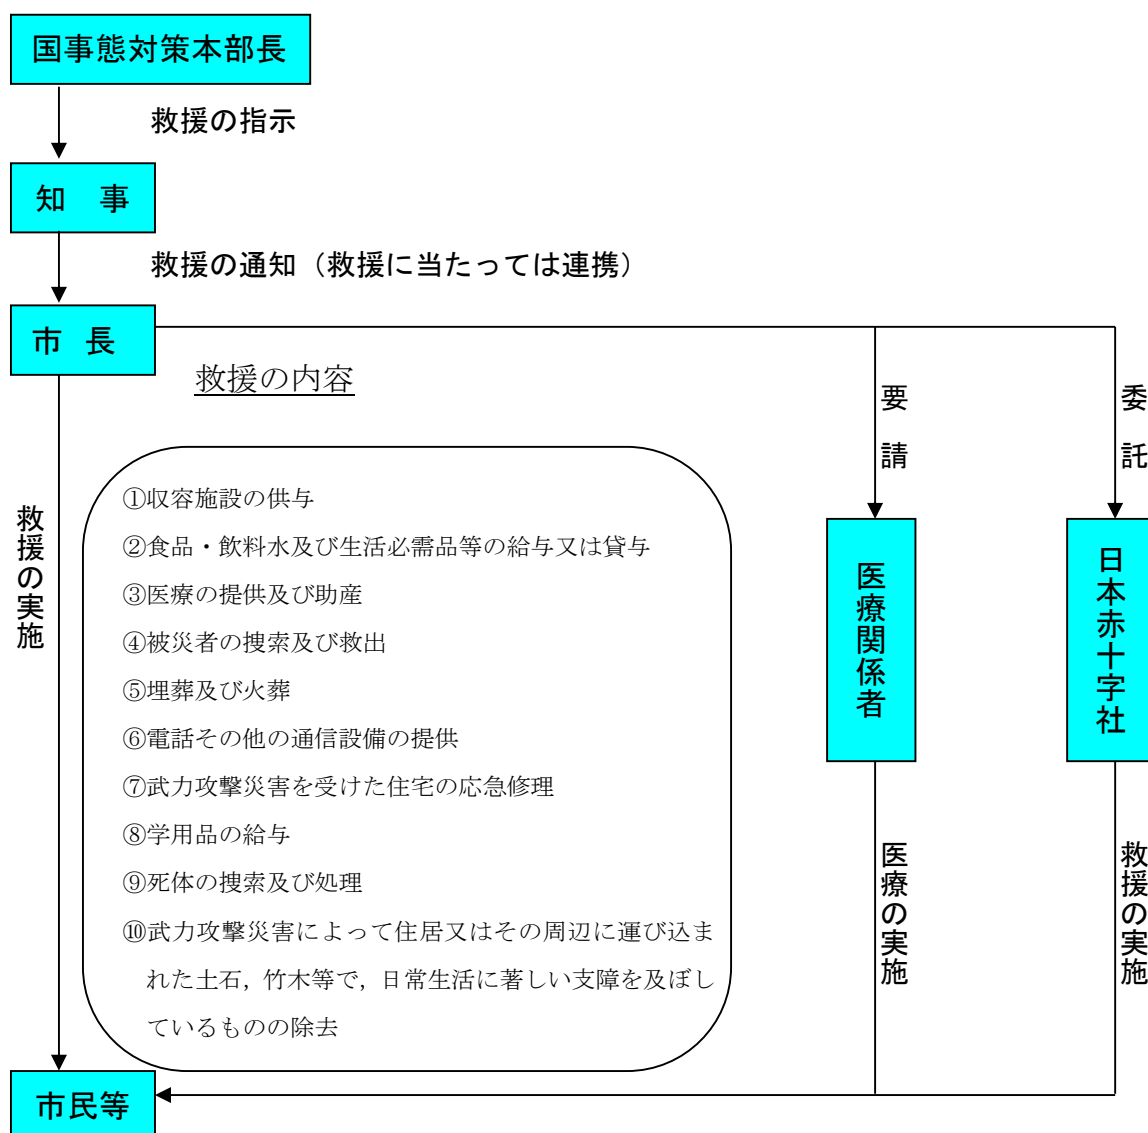 国事態対策本部長
救援の指示
知　事
救援の通知（救援に当たっては連携）
市 長
救援の内容
要　請
委　託
①収容施設の供与
②食品・飲料水及び生活必需品等の給与又は貸与
③医療の提供及び助産
④被災者の捜索及び救出
⑤埋葬及び火葬
⑥電話その他の通信設備の提供
⑦武力攻撃災害を受けた住宅の応急修理
⑧学用品の給与
⑨死体の捜索及び処理
⑩武力攻撃災害によって住居又はその周辺に運び込ま
れた土石，竹木等で，日常生活に著しい支障を及ぼし
ているものの除去
救援の実施
医療関係者
日本赤十字社
医療の実施
救援の実施
市民等